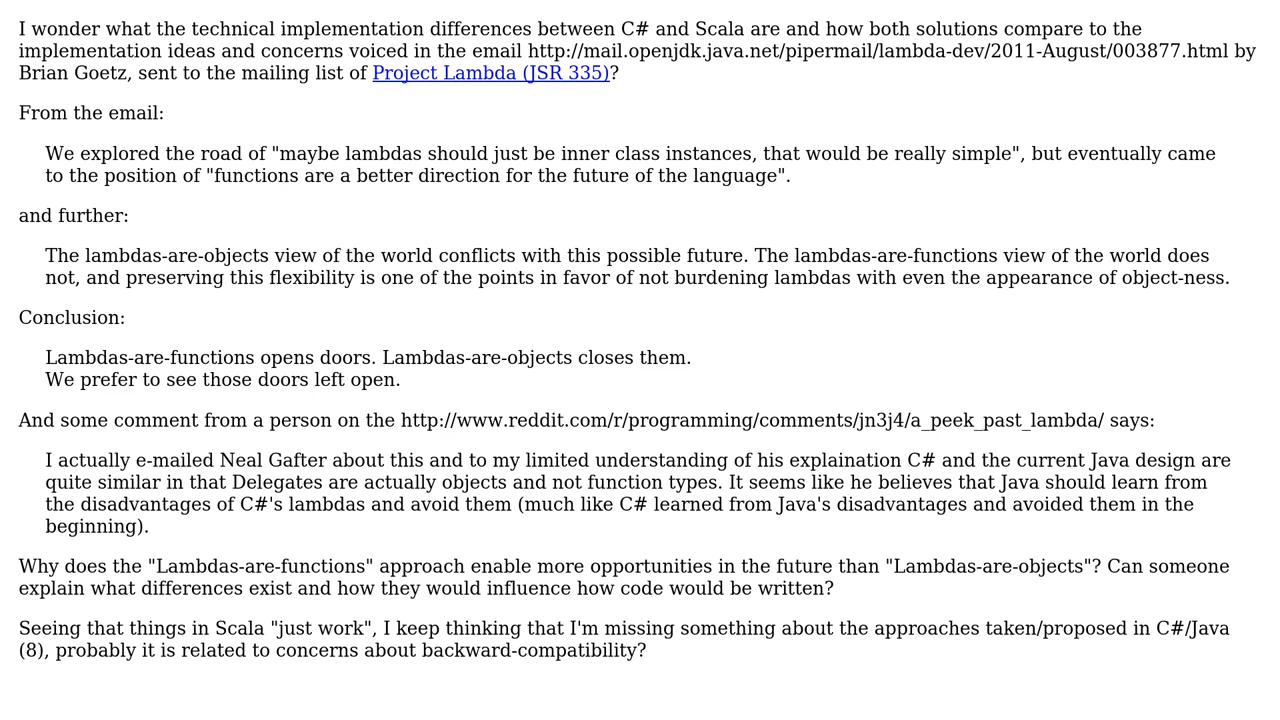 I wonder what the technical implementation differences between C# and Scala are and how both solutions compare to the
implementation ideas and concerns voiced in the email http://mail.openjdk.java.net/pipermail/lambda-dev/2011-August/003877.html by
Brian Goetz, sent to the mailing list of Project Lambda (JSR 335)?
From the email:
We explored the road of "maybe lambdas should just be inner class instances, that would be really simple", but eventually came
to the position of "functions are a better direction for the future of the language".
and further:
The lambdas-are-objects view of the world conflicts with this possible future. The lambdas-are-functions view of the world does
not, and preserving this flexibility is one of the points in favor of not burdening lambdas with even the appearance of object-ness.
Conclusion:
Lambdas-are-functions opens doors. Lambdas-are-objects closes them.
We prefer to see those doors left open.
And some comment from a person on the http://www.reddit.com/r/programming/comments/jn3j4/a_peek_past_lambda/ says:
I actually e-mailed Neal Gafter about this and to my limited understanding of his explaination C# and the current Java design are
quite similar in that Delegates are actually objects and not function types. It seems like he believes that Java should learn from
the disadvantages of C#'s lambdas and avoid them (much like C# learned from Java's disadvantages and avoided them in the
beginning).
Why does the "Lambdas-are-functions" approach enable more opportunities in the future than "Lambdas-are-objects"? Can someone
explain what differences exist and how they would influence how code would be written?
Seeing that things in Scala "just work", I keep thinking that I'm missing something about the approaches taken/proposed in C#/Java
(8), probably it is related to concerns about backward-compatibility?